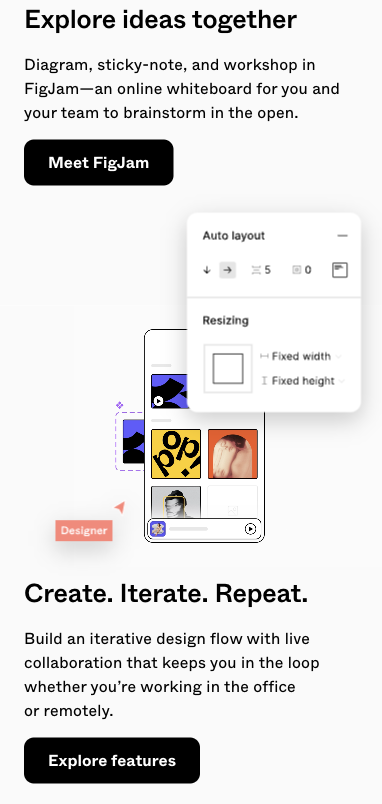 Explore ideas together
Diagram, sticky-note, and workshop in
FigJam—an online whiteboard for you and
your team to brainstorm in the open.
Meet FigJam
Auto layout
5
0
Resizing
Fixed width
Fixed height
pop!
Designer
Create. Iterate. Repeat.
Build an iterative design flow with live
collaboration that keeps you in the loop
whether you’re working in the office
or remotely.
Explore features